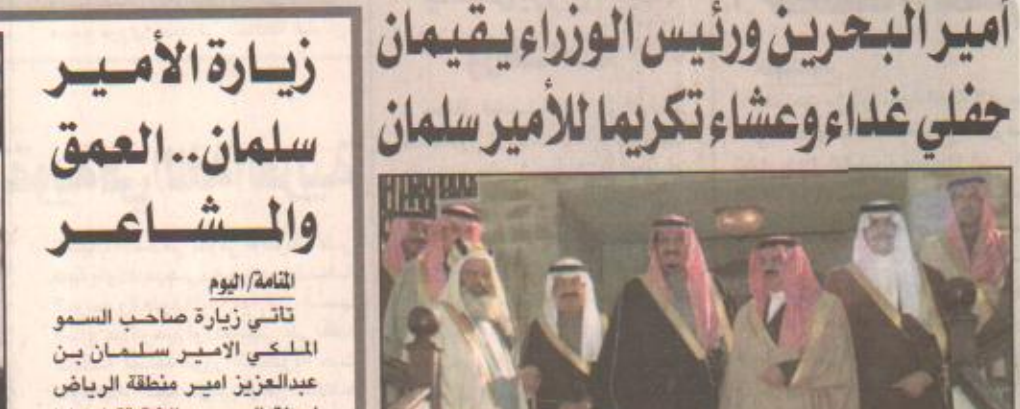 أمير البحرين ورئيس الوزراء يقيمان
حفلي غداء وعشاء تكريما للأمير سلمان
زيارة الأمير
سلمان.. العمق
والمشاعر
المنامة/ اليوم
تأتي زيارة صاحب السمو
الملكي الامير سلمان بن
عبدالعزيز امير منطقة الرياض